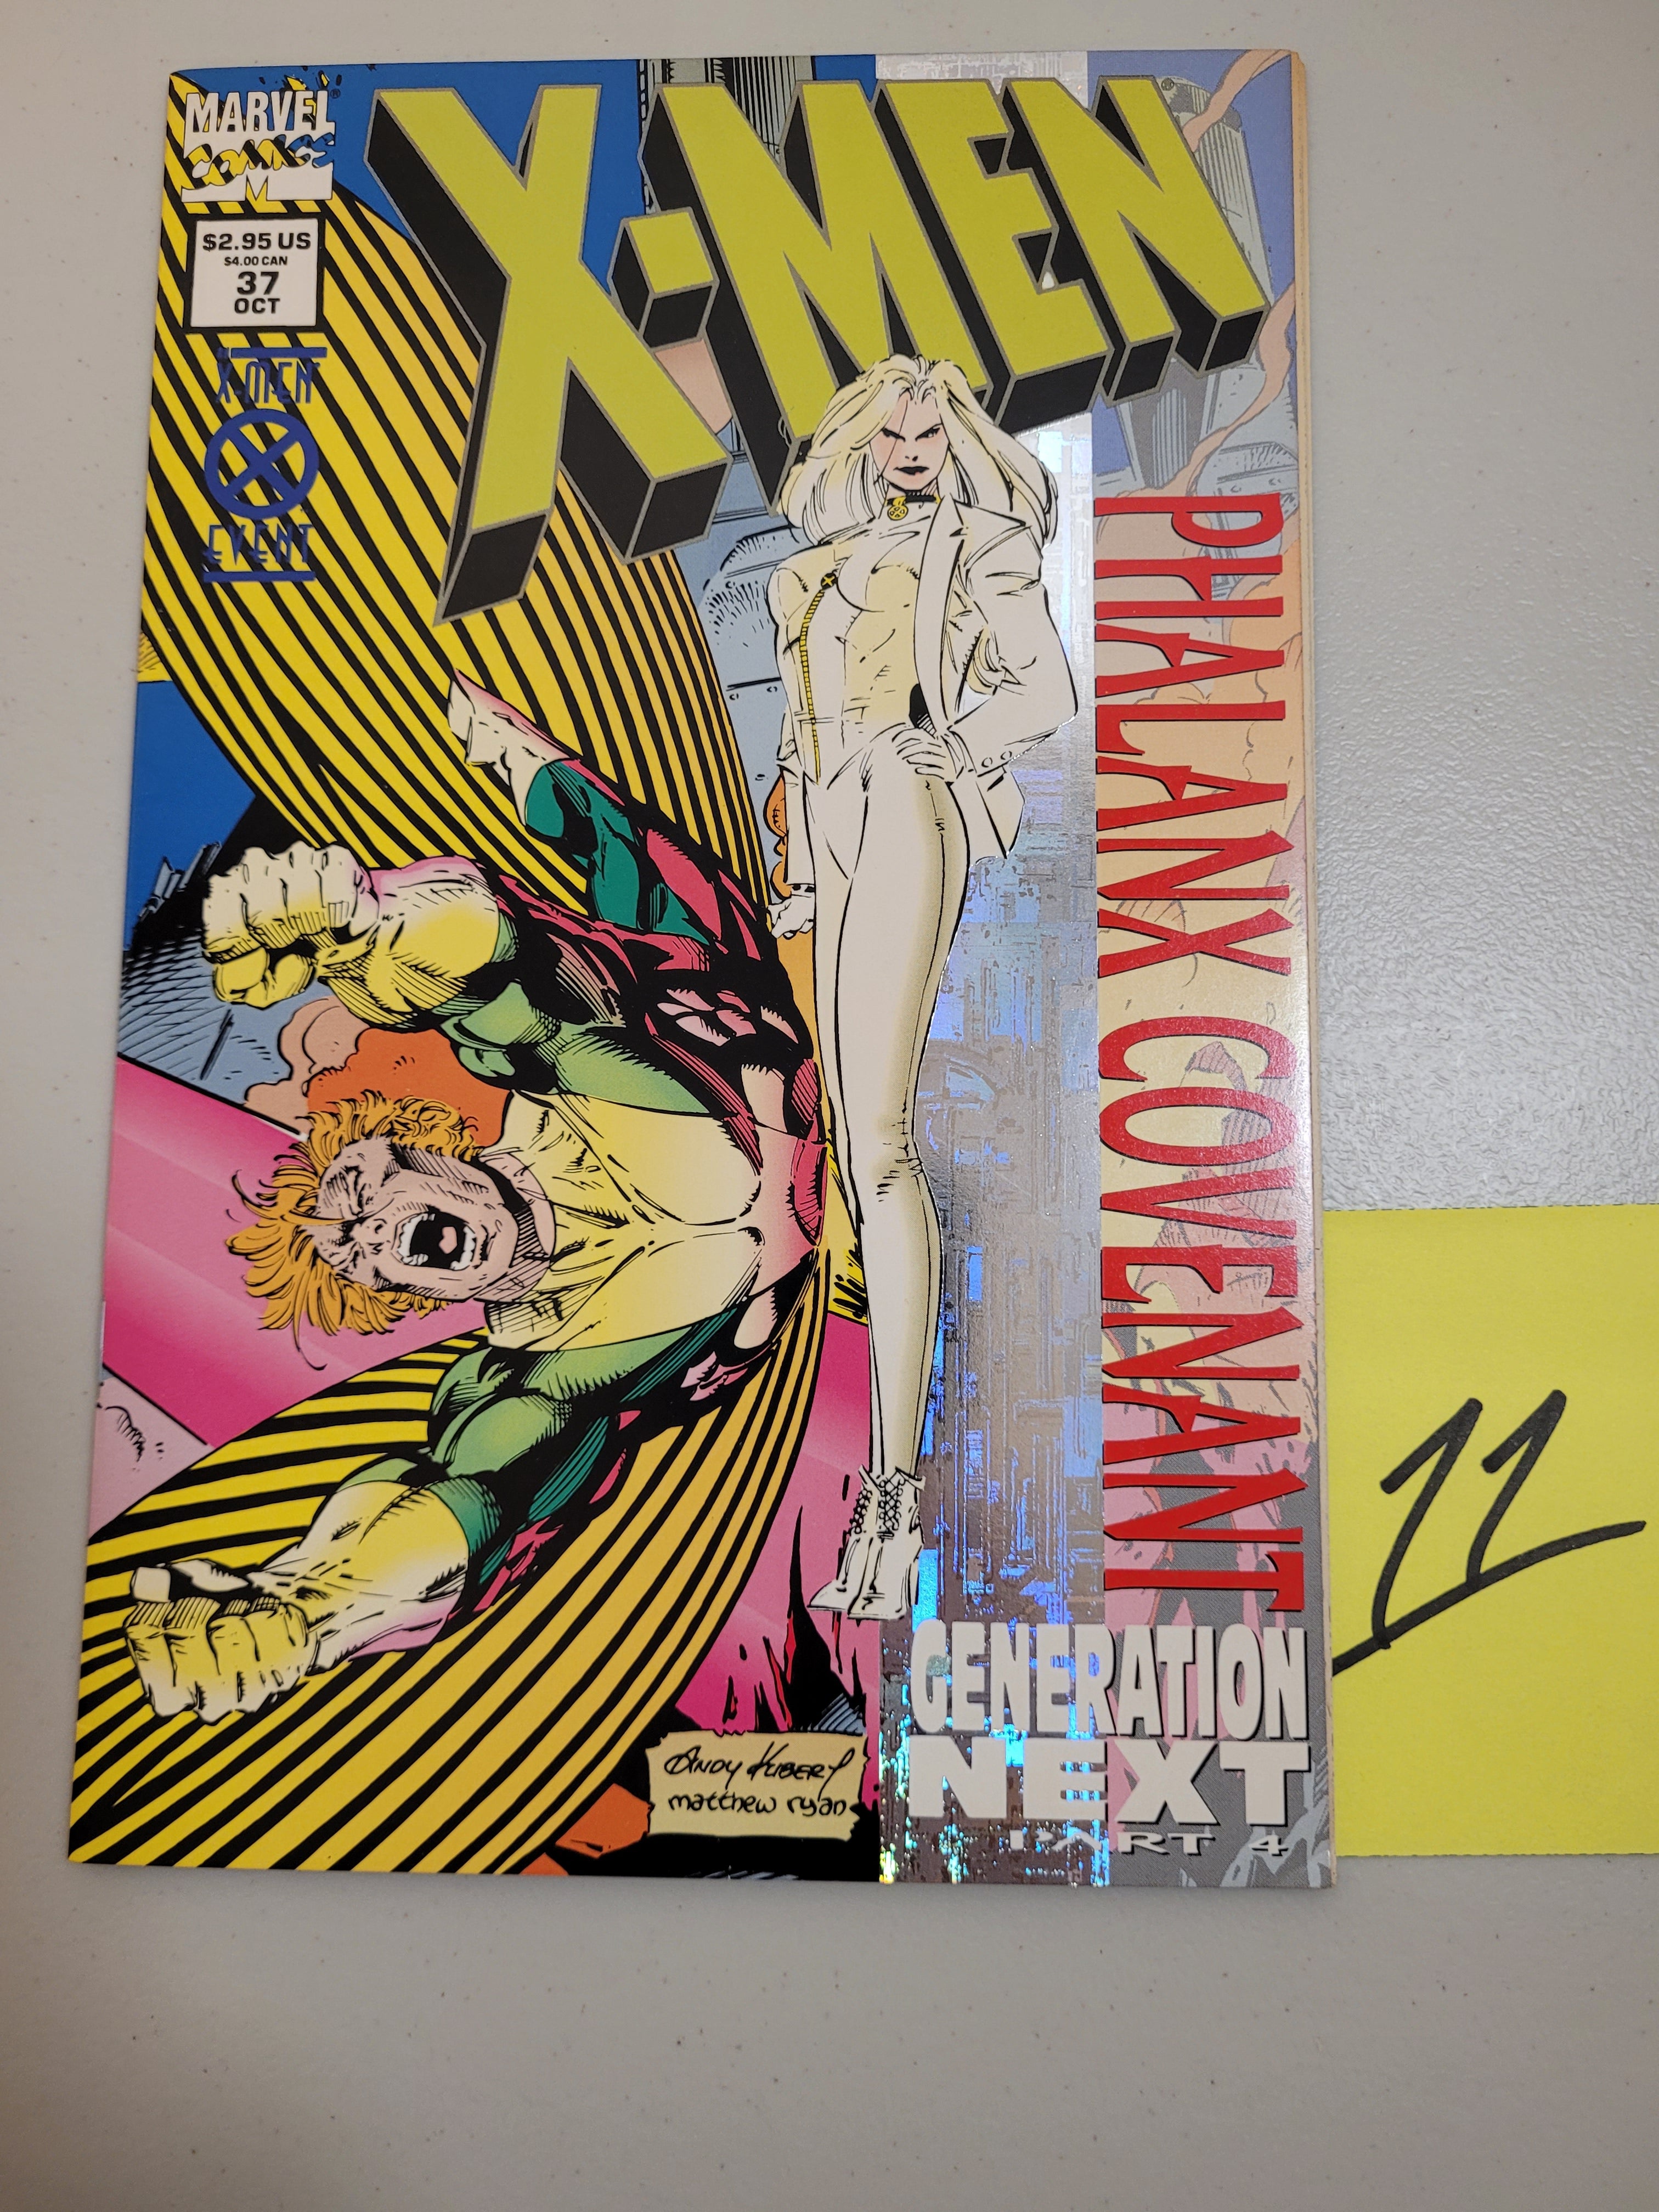 MARVEL
COMICS
X-MEN
$2.95 US
$4.00 CAN
37
OCT
X-MEN
EVENT
PHALANX COVENANT
GENERATION
NEXT
PART 4
Andy Kubert
matthew ryan